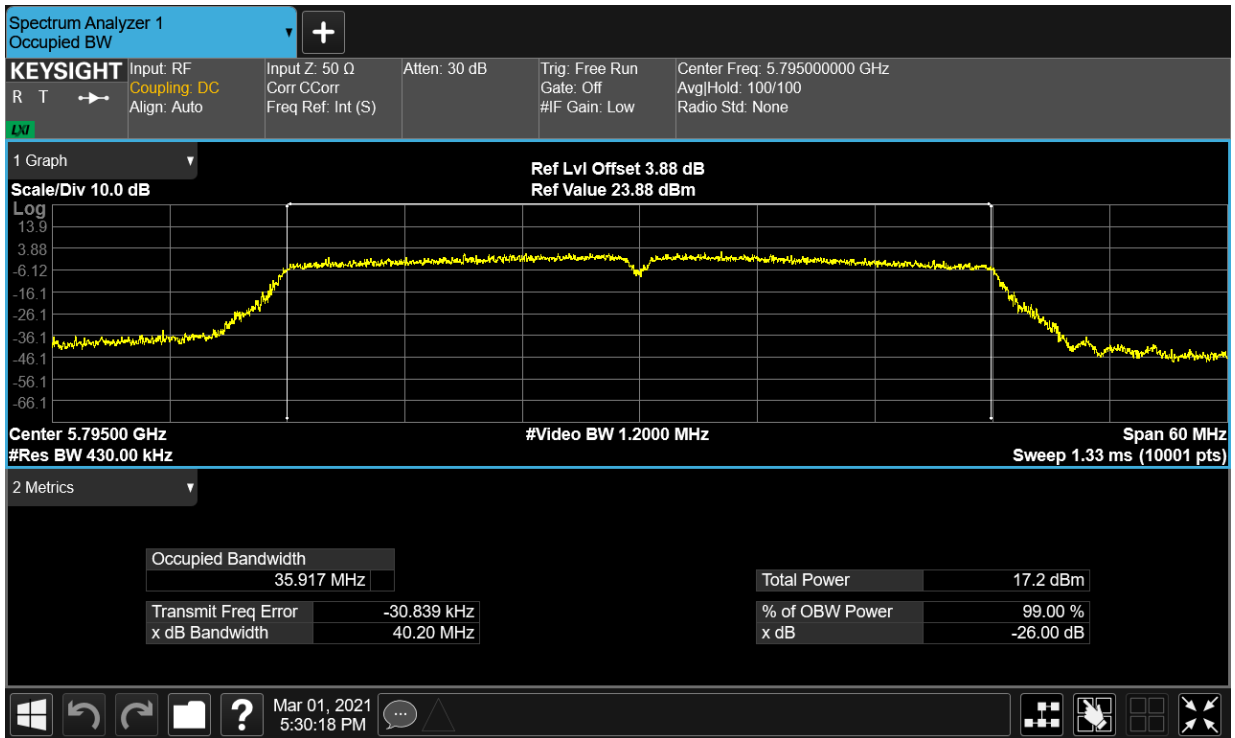 Spectrum Analyzer 1
Occupied BW
KEYSIGHT
R T
LXI
Input: RF
Coupling: DC
Align: Auto
Input Z: 50 Ω
Corr CCorr
Freq Ref: Int (S)
Atten: 30 dB
Trig: Free Run
Gate: Off
#IF Gain: Low
Center Freq: 5.795000000 GHz
Avg|Hold: 100/100
Radio Std: None
1 Graph
Scale/Div 10.0 dB
Ref Lvl Offset 3.88 dB
Ref Value 23.88 dBm
Log
13.9
3.88
-6.12
-16.1
-26.1
-36.1
-46.1
-56.1
-66.1
Center 5.79500 GHz
#Video BW 1.2000 MHz
Span 60 MHz
#Res BW 430.00 kHz
Sweep 1.33 ms (10001 pts)
2 Metrics
Occupied Bandwidth
35.917 MHz
Total Power 17.2 dBm
Transmit Freq Error -30.839 kHz
% of OBW Power 99.00 %
x dB Bandwidth 40.20 MHz
x dB -26.00 dB
?
Mar 01, 2021
5:30:18 PM